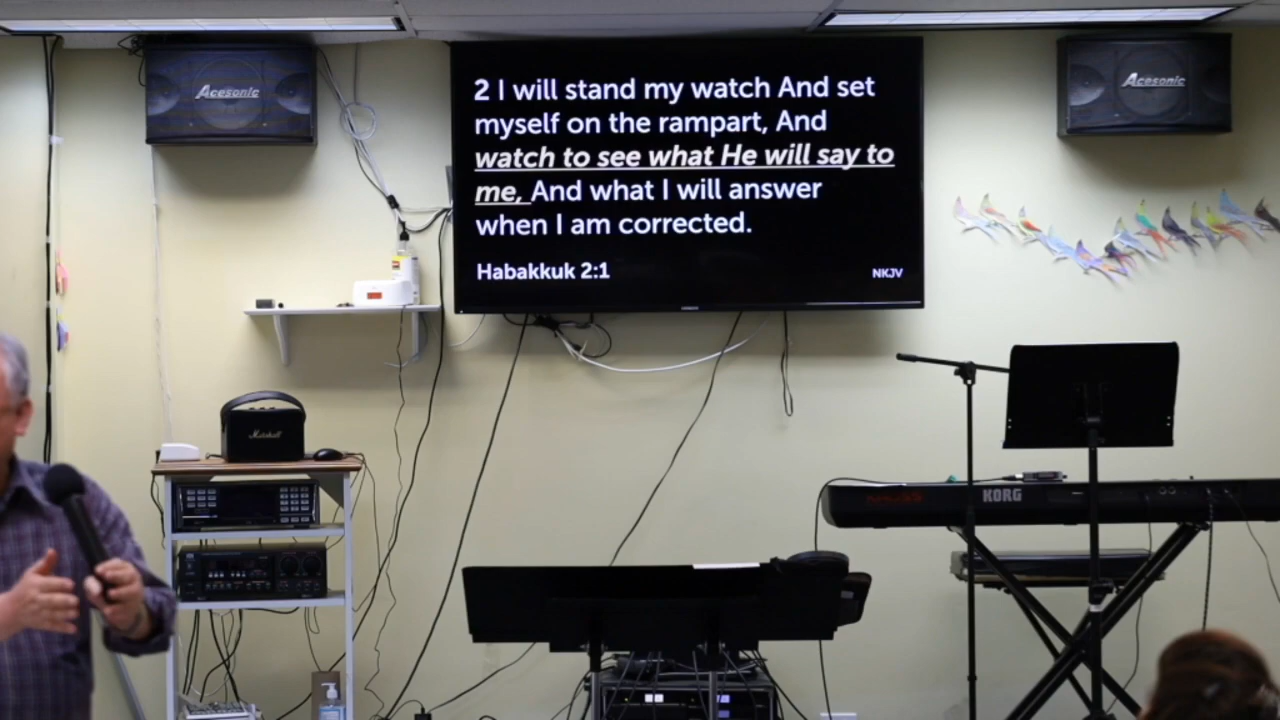 Acesonic
Acesonic
2 I will stand my watch And set
myself on the rampart, And
watch to see what He will say to
me, And what I will answer
when I am corrected.
Habakkuk 2:1
NKJV
Marshall
KORG